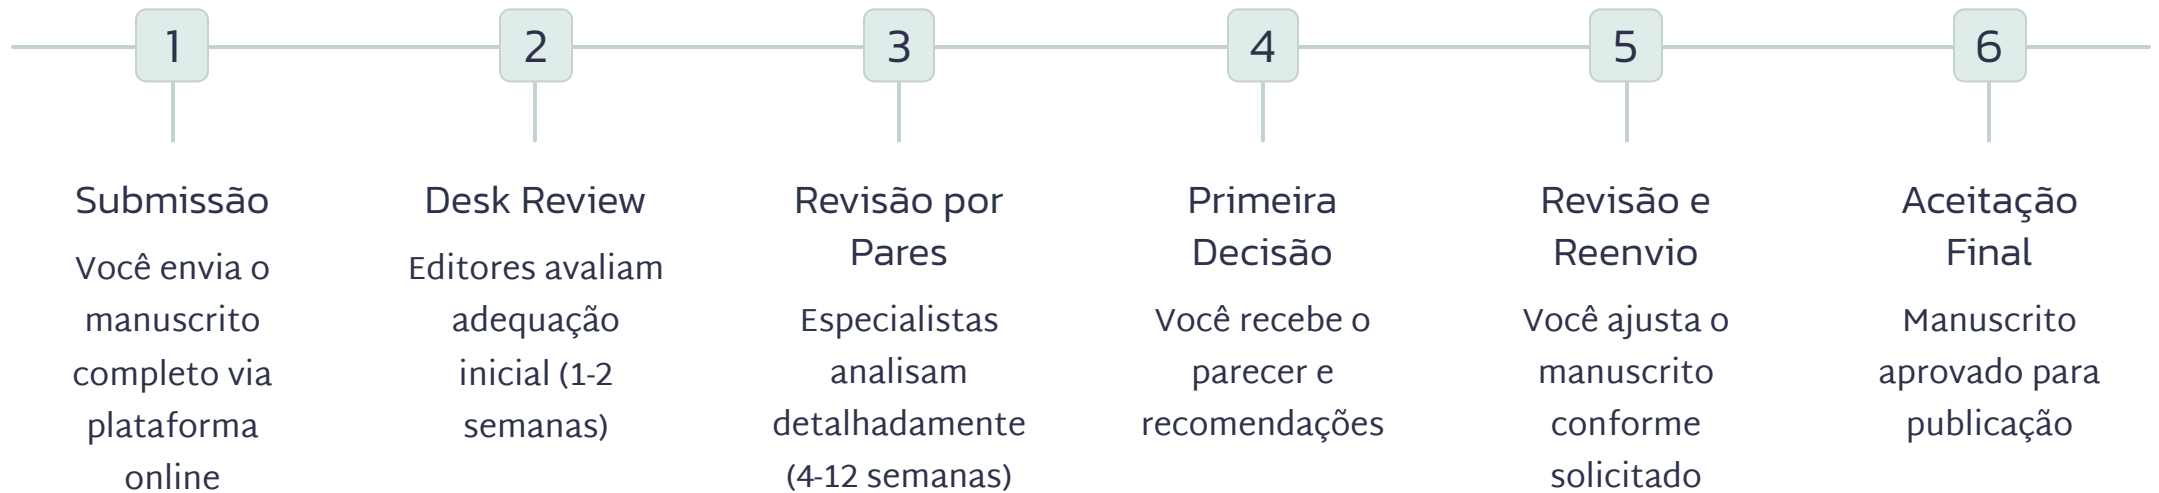 1
Submissão
Você envia o
manuscrito
completo via
plataforma
online
2
Desk Review
Editores avaliam
adequação
inicial (1-2
semanas)
3
Revisão por
Pares
Especialistas
analisam
detalhadamente
(4-12 semanas)
4
Primeira
Decisão
Você recebe o
parecer e
recomendações
5
Revisão e
Reenvio
Você ajusta o
manuscrito
conforme
solicitado
6
Aceitação
Final
Manuscrito
aprovado para
publicação